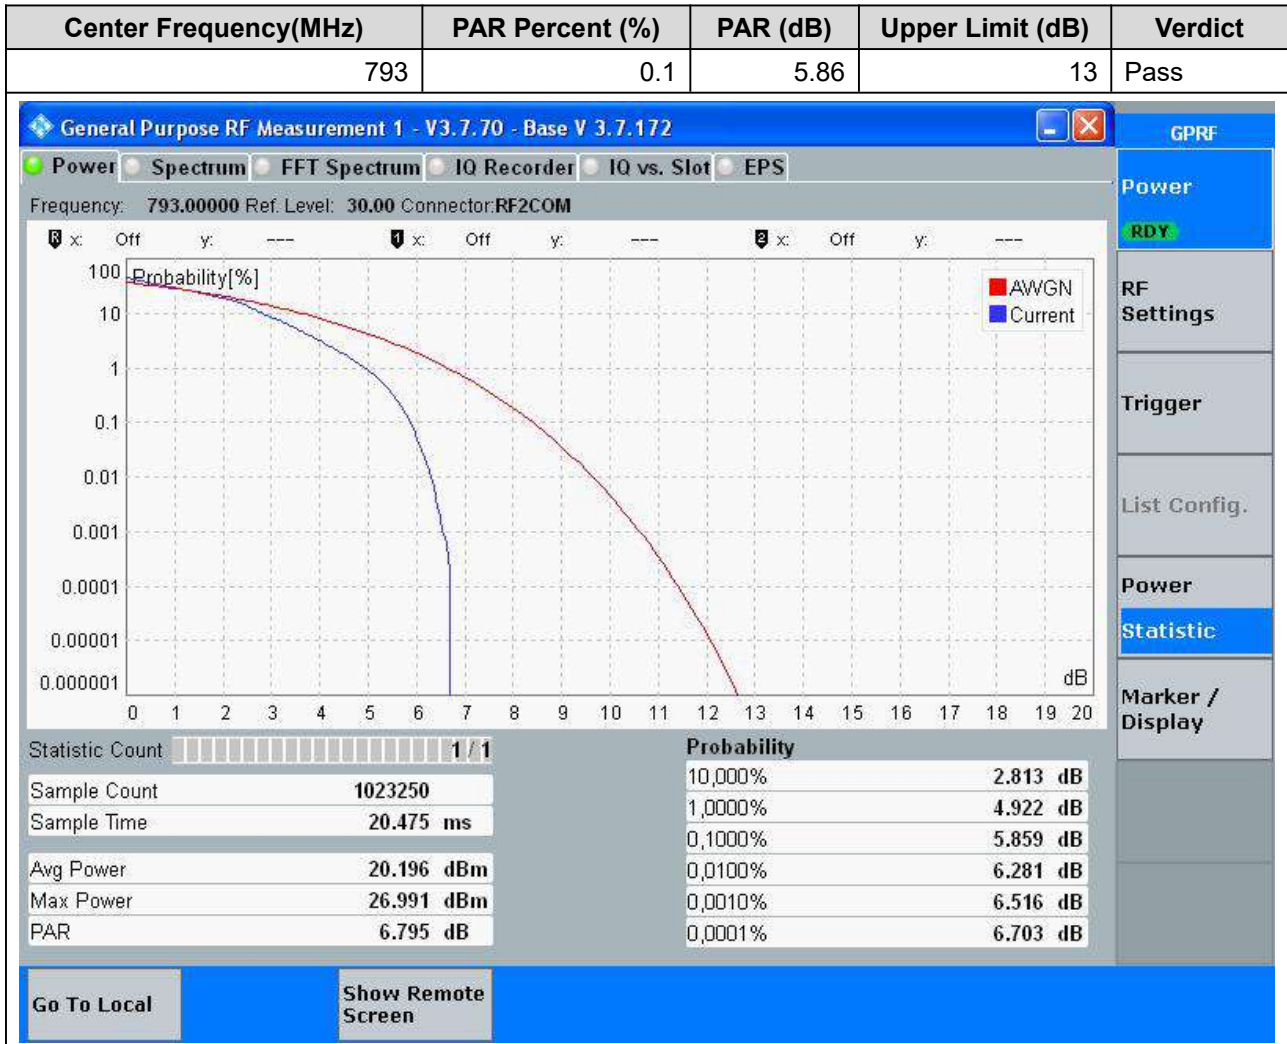 Center Frequency(MHz) PAR Percent (%) PAR (dB) Upper Limit (dB) Verdict
793 0.1 5.86 13 Pass
General Purpose RF Measurement 1 - V3.7.70 - Base V 3.7.172
GPRF
Power Spectrum FFT Spectrum IQ Recorder IQ vs. Slot EPS
Frequency: 793.00000 Ref. Level: 30.00 Connector:RF2COM
R x: Off y: --- 1 x: Off y: --- 2 x: Off y: ---
Probability[%]
AWGN
Current
100
10
1
0.1
0.01
0.001
0.0001
0.00001
0.000001
dB
0 1 2 3 4 5 6 7 8 9 10 11 12 13 14 15 16 17 18 19 20
Statistic Count 1 / 1
Sample Count 1023250
Sample Time 20.475 ms
Avg Power 20.196 dBm
Max Power 26.991 dBm
PAR 6.795 dB
Probability
10,000% 2.813 dB
1,0000% 4.922 dB
0,1000% 5.859 dB
0,0100% 6.281 dB
0,0010% 6.516 dB
0,0001% 6.703 dB
Power
RDY
RF
Settings
Trigger
List Config.
Power
Statistic
Marker /
Display
Go To Local
Show Remote
Screen